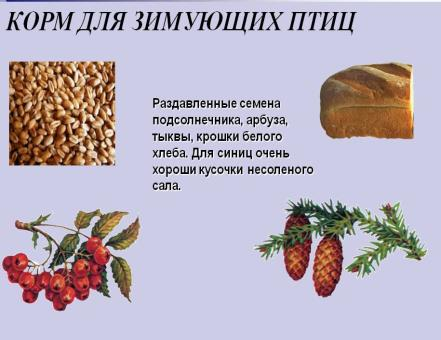 КОРМ ДЛЯ ЗИМУЮЩИХ ПТИЦ
Раздавленные семена
подсолнечника, арбуза,
тыквы, крошки белого
хлеба. Для синиц очень
хороши кусочки несоленого
сала.